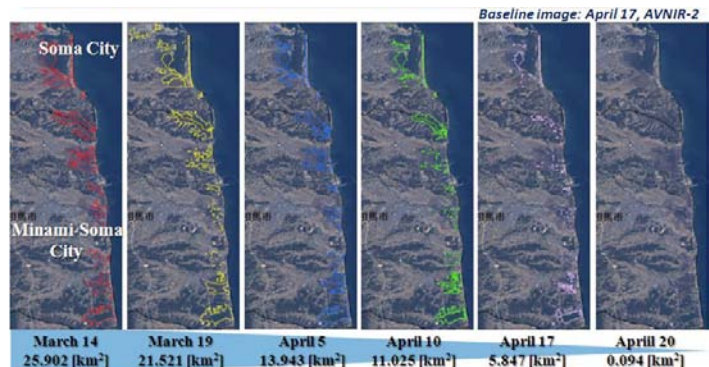 Baseline image: April 17, AVNIR-2
Soma City
Minami-Soma
City
March 14
25.902 [km²]
March 19
21.521 [km²]
April 5
13.943 [km²]
April 10
11.025 [km²]
April 17
5.847 [km²]
Apriil 20
0.094 [km²]